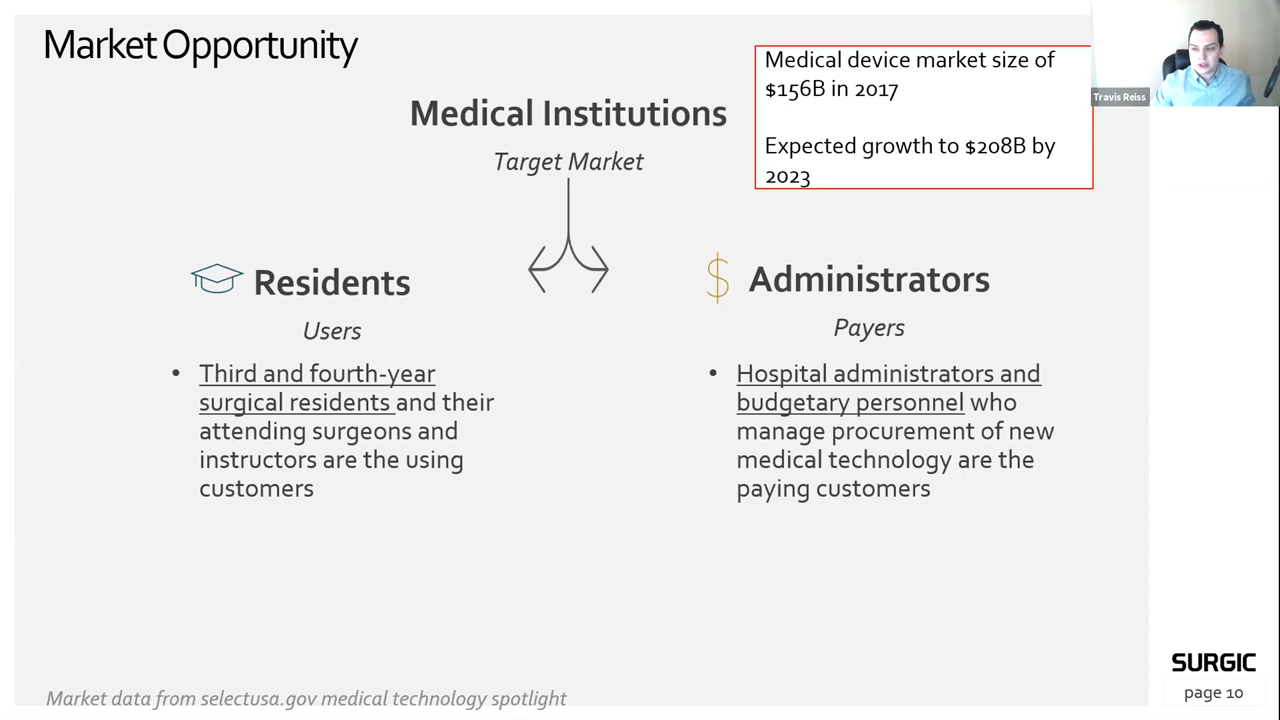 Market Opportunity
Medical device market size of
$156B in 2017
Expected growth to $208B by
2023
Travis Reiss
Medical Institutions
Target Market
Residents
Users
• Third and fourth-year
surgical residents and their
attending surgeons and
instructors are the using
customers
Administrators
Payers
• Hospital administrators and
budgetary personnel who
manage procurement of new
medical technology are the
paying customers
Market data from selectusa.gov medical technology spotlight
SURGIC
page 10